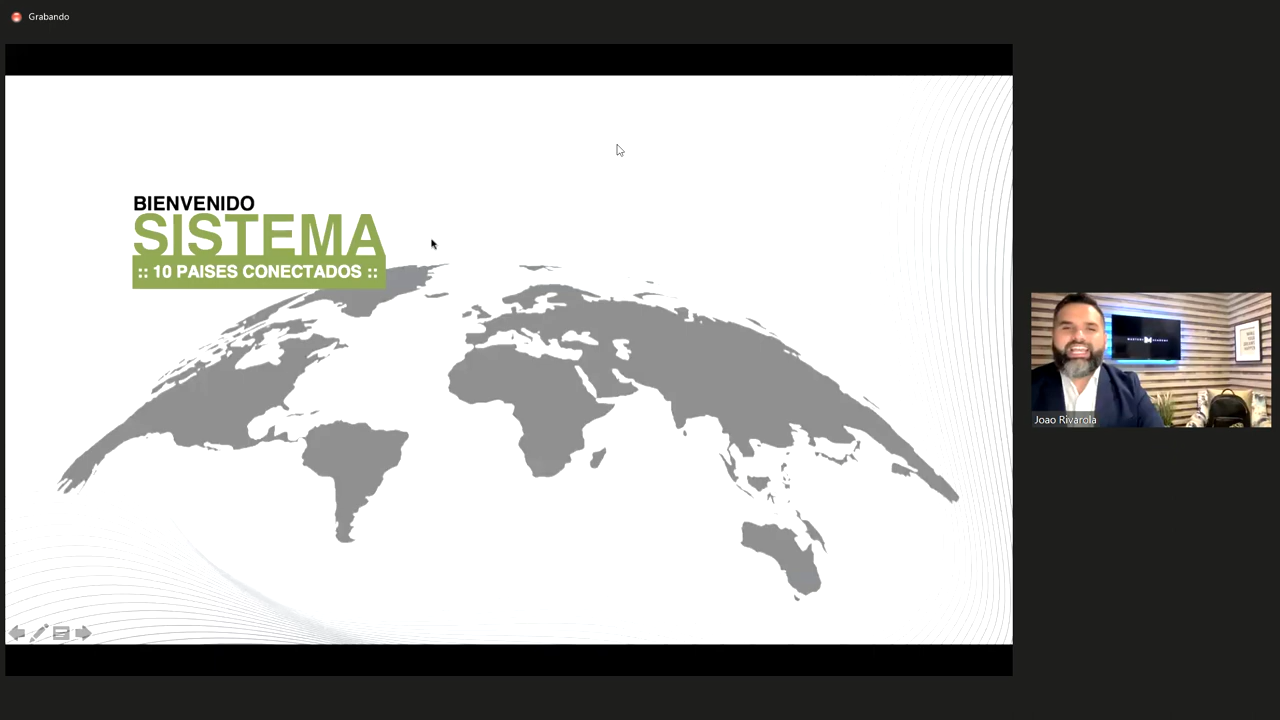 Grabando
BIENVENIDO
SISTEMA
:: 10 PAISES CONECTADOS ::
Joao Rivarola